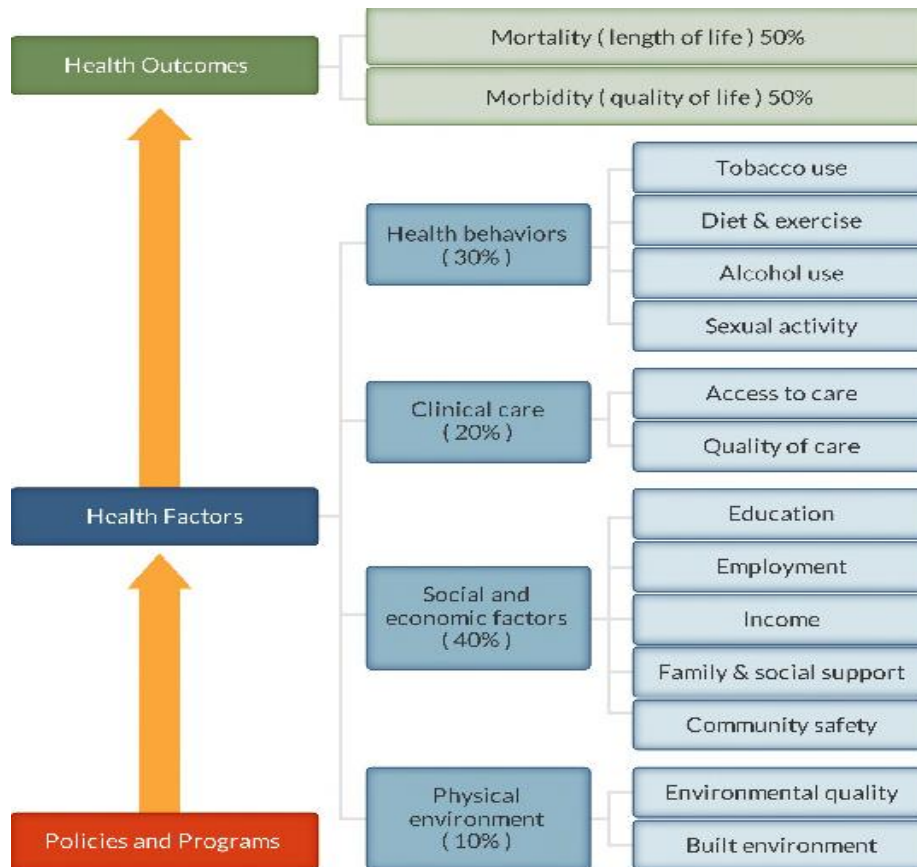 Health Outcomes
Mortality ( length of life ) 50%
Morbidity ( quality of life ) 50%
Health Factors
Health behaviors
( 30% )
Tobacco use
Diet & exercise
Alcohol use
Sexual activity
Clinical care
( 20% )
Access to care
Quality of care
Social and
economic factors
( 40% )
Education
Employment
Income
Family & social support
Community safety
Physical
environment
( 10% )
Environmental quality
Built environment
Policies and Programs